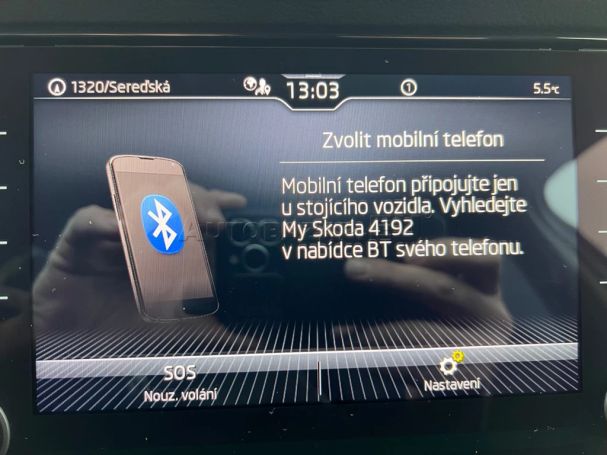 1320/Sereďská
13:03
1
5.5°C
Zvolit mobilní telefon
Mobilní telefon připojujte jen
u stojícího vozidla. Vyhledejte
My Skoda 4192
v nabídce BT svého telefonu.
SOS
Nouz. volání
Nastavení